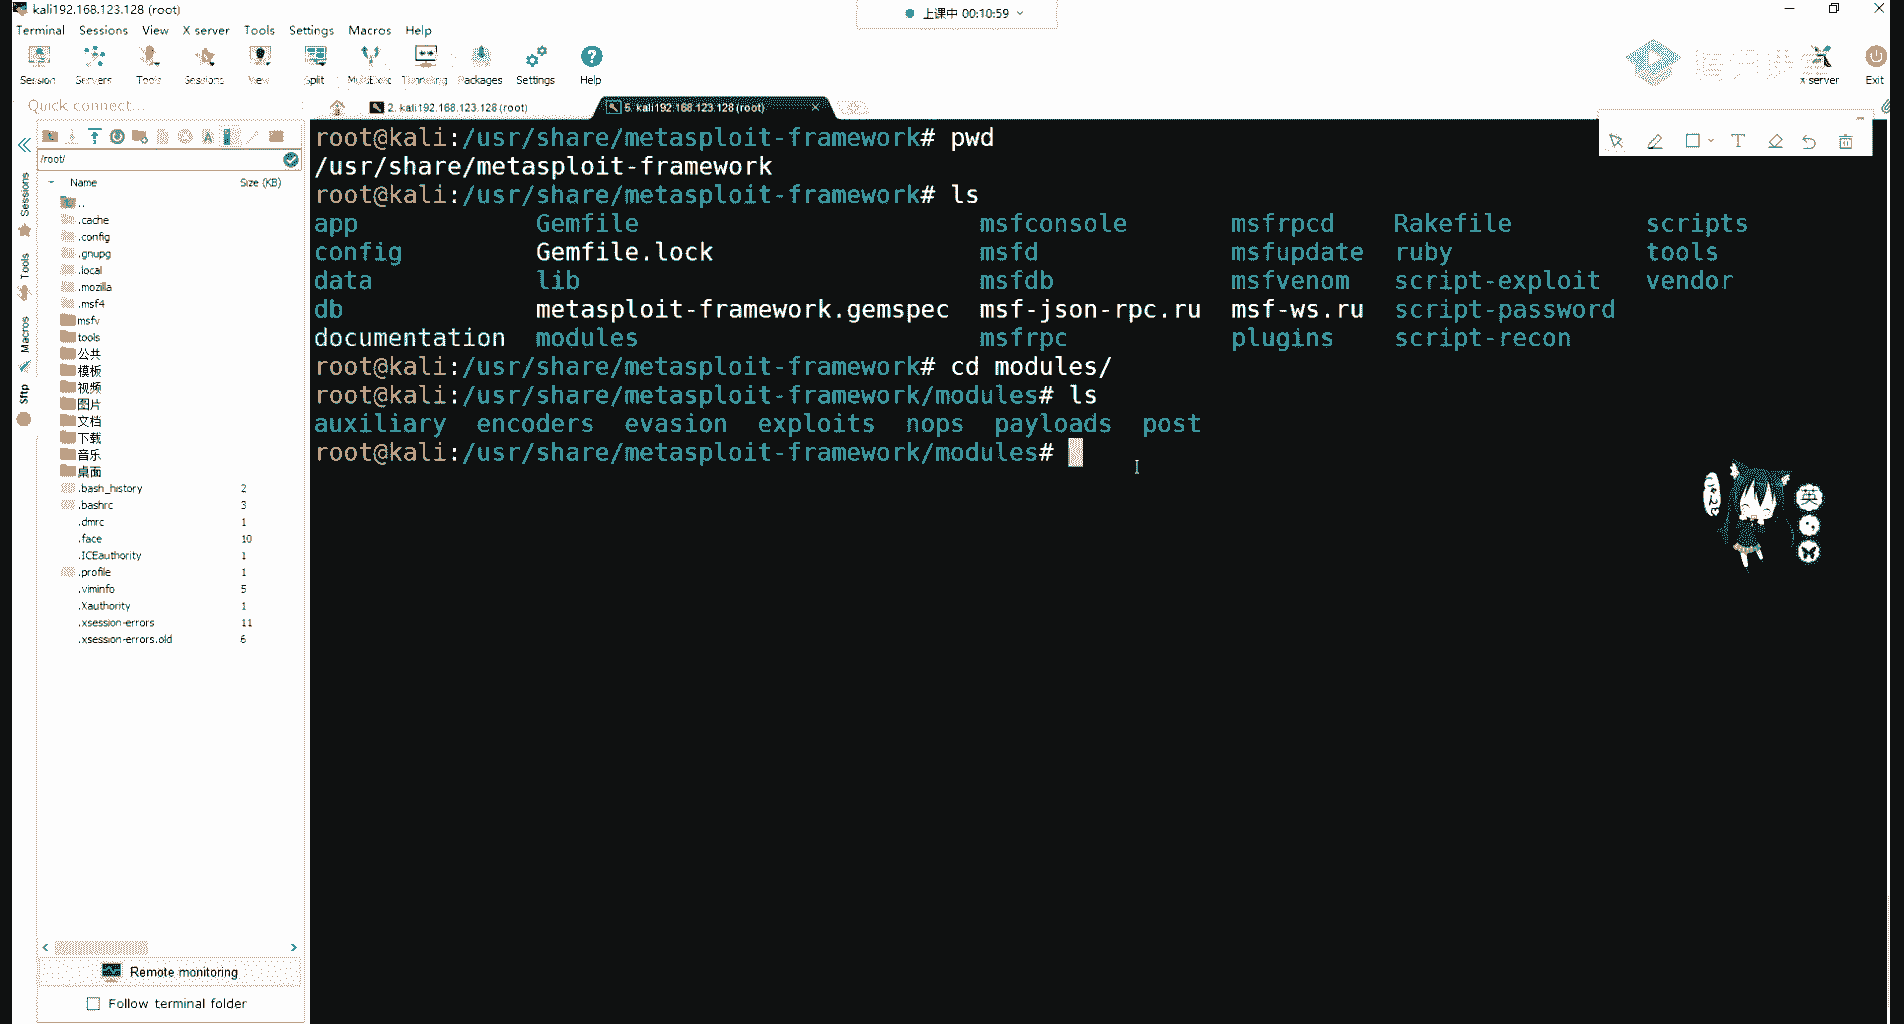 kali192.168.123.128 (root)
上课中 00:10:59
Terminal Sessions View X server Tools Settings Macros Help
Session Servers Tools Sessions View Split MultiExec Tunneling Packages Settings Help
X server Exit
Quick connect...
2. kali192.168.123.128 (root)
5. kali192.168.123.128 (root)
/root/
Name Size (KB)
..
.cache
.config
.gnupg
.local
.mozilla
.msf4
msfv
tools
公共
模板
视频
图片
文档
下载
音乐
桌面
.bash_history 2
.bashrc 3
.dmrc 1
.face 10
.ICEauthority 1
.profile 1
.viminfo 5
.Xauthority 1
.xsession-errors 11
.xsession-errors.old 6
Sessions
Tools
Macros
Sftp
Remote monitoring
Follow terminal folder
root@kali:/usr/share/metasploit-framework# pwd
/usr/share/metasploit-framework
root@kali:/usr/share/metasploit-framework# ls
app Gemfile msfconsole msfrpcd Rakefile scripts
config Gemfile.lock msfd msfupdate ruby tools
data lib msfdb msfvenom script-exploit vendor
db metasploit-framework.gemspec msf-json-rpc.ru msf-ws.ru script-password
documentation modules msfrpc plugins script-recon
root@kali:/usr/share/metasploit-framework# cd modules/
root@kali:/usr/share/metasploit-framework/modules# ls
auxiliary encoders evasion exploits nops payloads post
root@kali:/usr/share/metasploit-framework/modules#
T
英